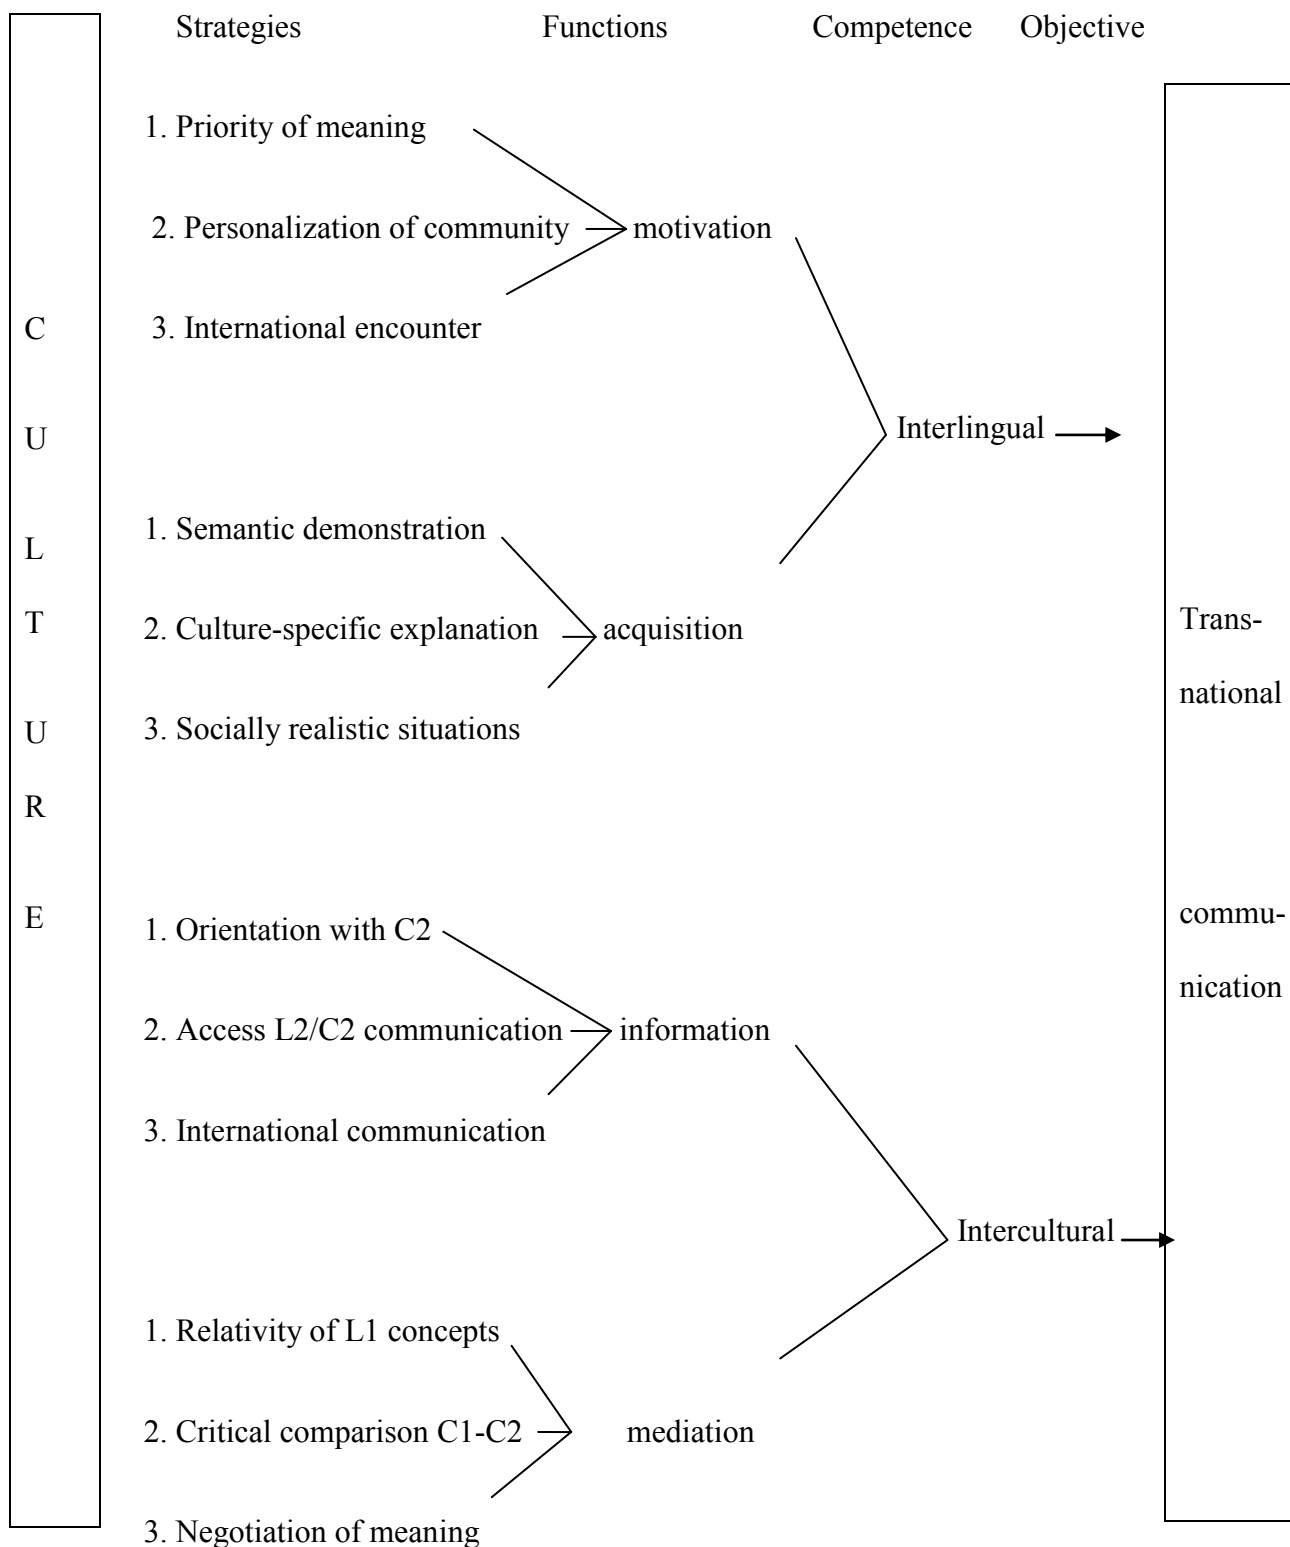 Strategies Functions Competence Objective
1. Priority of meaning
2. Personalization of community motivation
3. International encounter
C
U
L
T
U
R
E
Interlingual
1. Semantic demonstration
2. Culture-specific explanation acquisition
3. Socially realistic situations
1. Orientation with C2
2. Access L2/C2 communication information
3. International communication
Intercultural
1. Relativity of L1 concepts
2. Critical comparison C1-C2 mediation
3. Negotiation of meaning
Trans-
national
commu-
nication